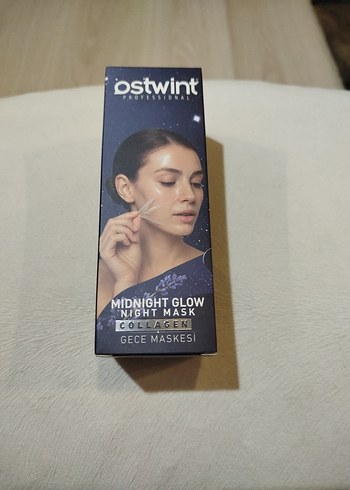 ostwint
PROFESSIONAL
MIDNIGHT GLOW
NIGHT MASK
COLLAGEN
GECE MASKESİ